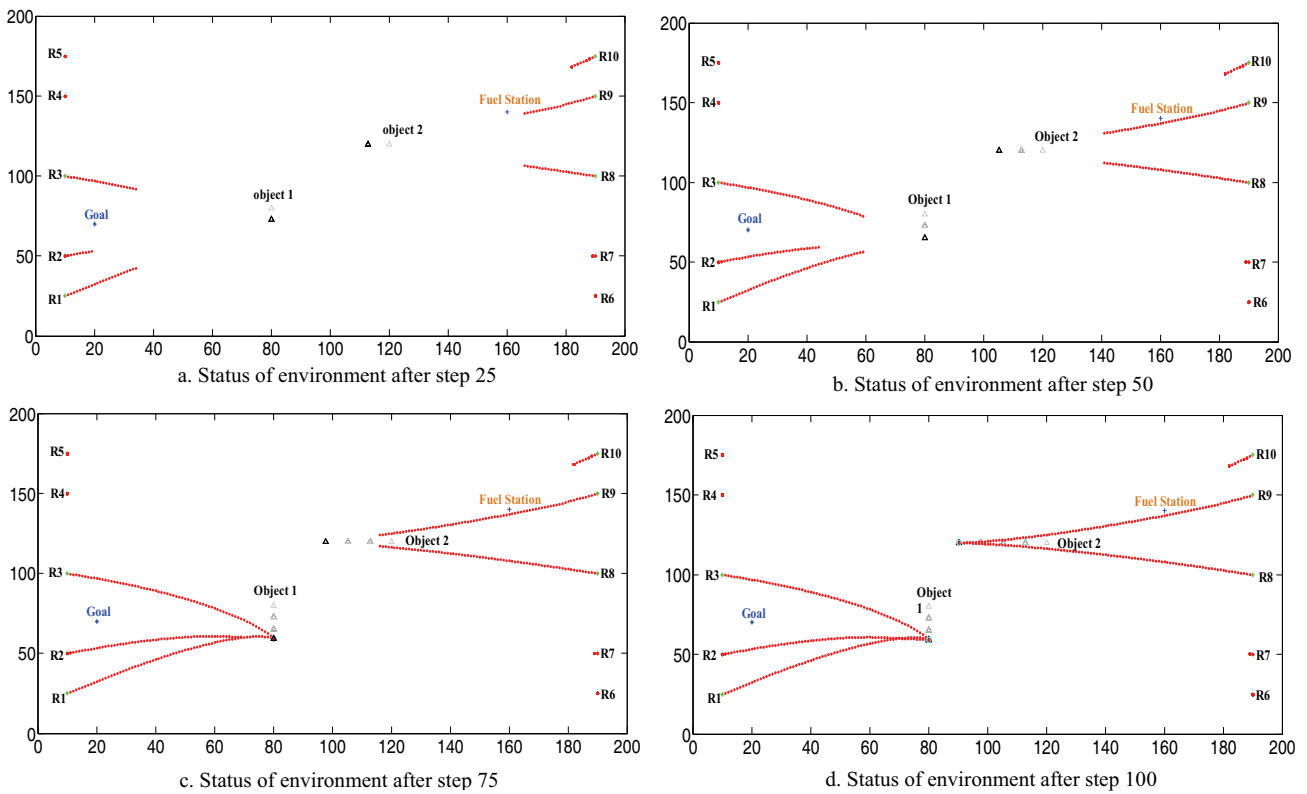 200
R5
R10
150
R4
Fuel Station
R9
object 2
100
R3
R8
object 1
Goal
50
R2
R7
R1
R6
0
0 20 40 60 80 100 120 140 160 180 200
a. Status of environment after step 25
200
R5
R10
150
R4
Fuel Station
R9
Object 2
100
R3
R8
Object 1
Goal
50
R2
R7
R1
R6
0
0 20 40 60 80 100 120 140 160 180 200
b. Status of environment after step 50
200
R5
R10
150
R4
Fuel Station
R9
Object 2
100
R3
R8
Object 1
Goal
50
R2
R7
R1
R6
0
0 20 40 60 80 100 120 140 160 180 200
c. Status of environment after step 75
200
R5
R10
150
R4
Fuel Station
R9
Object 2
100
R3
R8
Object
1
Goal
50
R2
R7
R1
R6
0
0 20 40 60 80 100 120 140 160 180 200
d. Status of environment after step 100